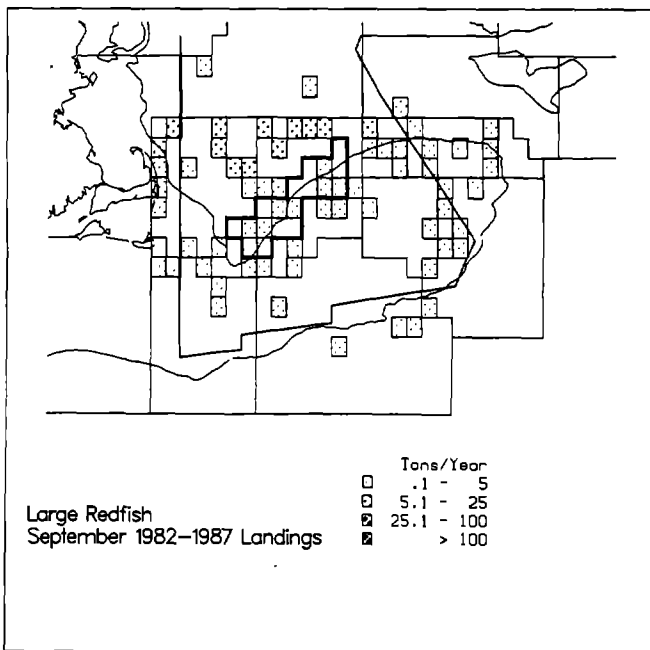 Tons/Year
.1 - 5
5.1 - 25
25.1 - 100
> 100
Large Redfish
September 1982-1987 Landings